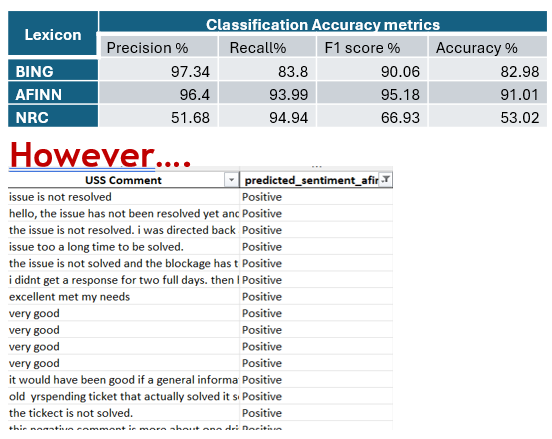 Lexicon Classification Accuracy metrics
Precision % Recall% F1 score % Accuracy %
BING 97.34 83.8 90.06 82.98
AFINN 96.4 93.99 95.18 91.01
NRC 51.68 94.94 66.93 53.02
However....
USS Comment predicted_sentiment_afin
issue is not resolved Positive
hello, the issue has not been resolved yet and Positive
the issue is not resolved. i was directed back Positive
issue too a long time to be solved. Positive
the issue is not solved and the blockage has t Positive
i didnt get a response for two full days. then I Positive
excellent met my needs Positive
very good Positive
very good Positive
very good Positive
very good Positive
it would have been good if a general informa Positive
old yrspending ticket that actually solved it s Positive
the tickect is not solved. Positive
this negative comment is more about one dri Positive